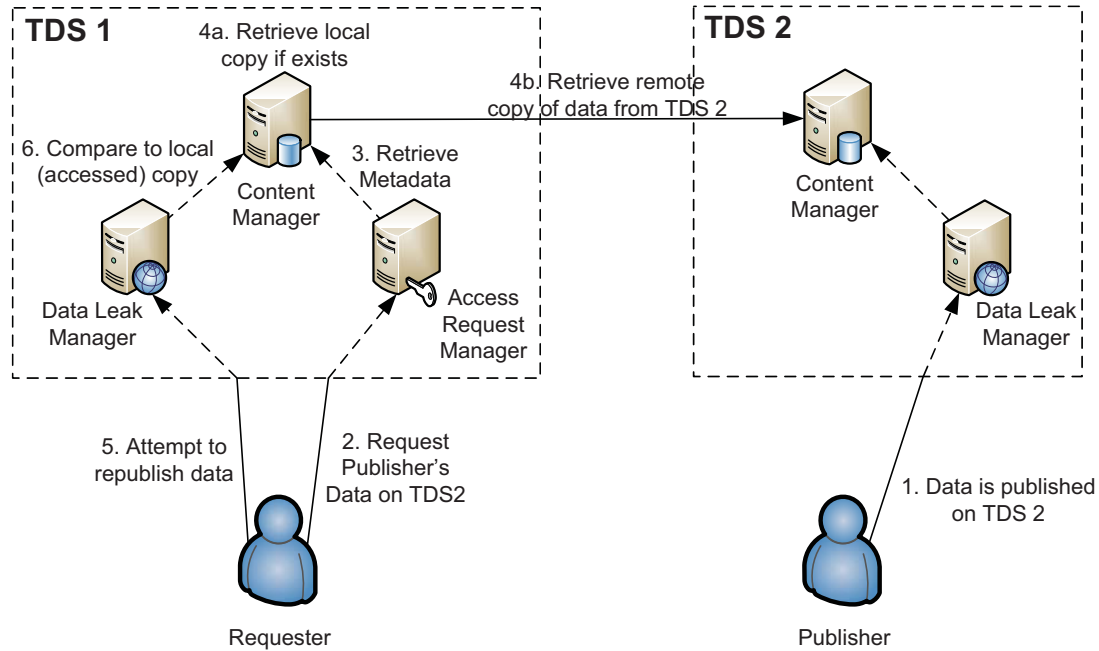 TDS 1
4a. Retrieve local
copy if exists
TDS 2
4b. Retrieve remote
copy of data from TDS 2
6. Compare to local
(accessed) copy
3. Retrieve
Metadata
Content
Manager
Content
Manager
Data Leak
Manager
Access
Request
Manager
Data Leak
Manager
5. Attempt to
republish data
2. Request
Publisher's
Data on TDS2
1. Data is published
on TDS 2
Requester
Publisher